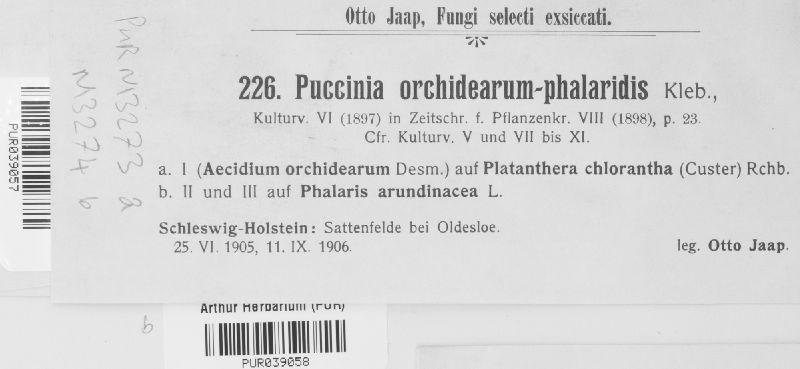 Otto Jaap, Fungi selecti exsiccati.
226. Puccinia orchidearum-phalaridis Kleb.,
Kulturv. VI (1897) in Zeitschr. f. Pflanzenkr. VIII (1898), p. 23.
Cfr. Kulturv. V und VII bis XI.
a. I (Aecidium orchidearum Desm.) auf Platanthera chlorantha (Custer) Rchb.
b. II und III auf Phalaris arundinacea L.
Schleswig-Holstein: Sattenfelde bei Oldesloe.
25. VI. 1905, 11. IX. 1906.
leg. Otto Jaap.
PUR N3273 a
N3274 b
PUR039057
Arthur Herbarium (PUR)
PUR039058